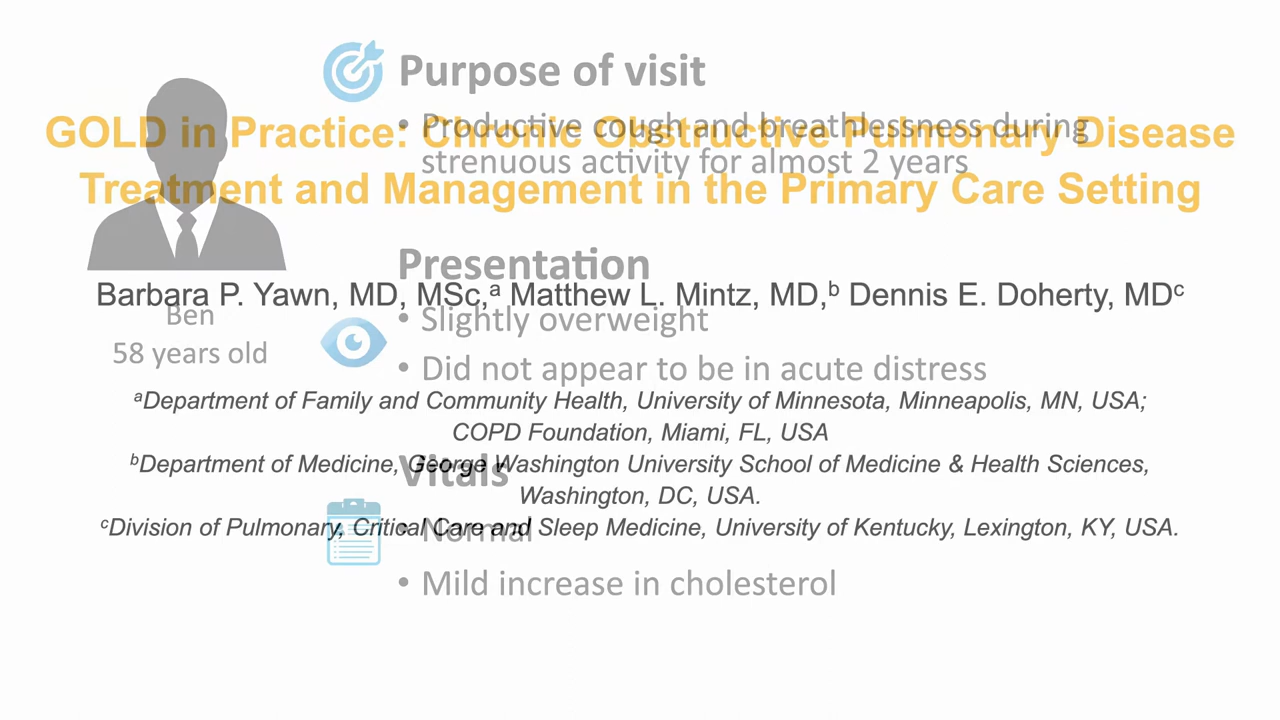 GOLD in Practice: Chronic Obstructive Pulmonary Disease
Treatment and Management in the Primary Care Setting
Barbara P. Yawn, MD, MSc,ᵃ Matthew L. Mintz, MD,ᵇ Dennis E. Doherty, MDᶜ
ᵃDepartment of Family and Community Health, University of Minnesota, Minneapolis, MN, USA;
COPD Foundation, Miami, FL, USA
ᵇDepartment of Medicine, George Washington University School of Medicine & Health Sciences,
Washington, DC, USA.
ᶜDivision of Pulmonary, Critical Care and Sleep Medicine, University of Kentucky, Lexington, KY, USA.
Ben
58 years old
Purpose of visit
• Productive cough and breathlessness during
strenuous activity for almost 2 years
Presentation
• Slightly overweight
• Did not appear to be in acute distress
Vitals
• Normal
• Mild increase in cholesterol